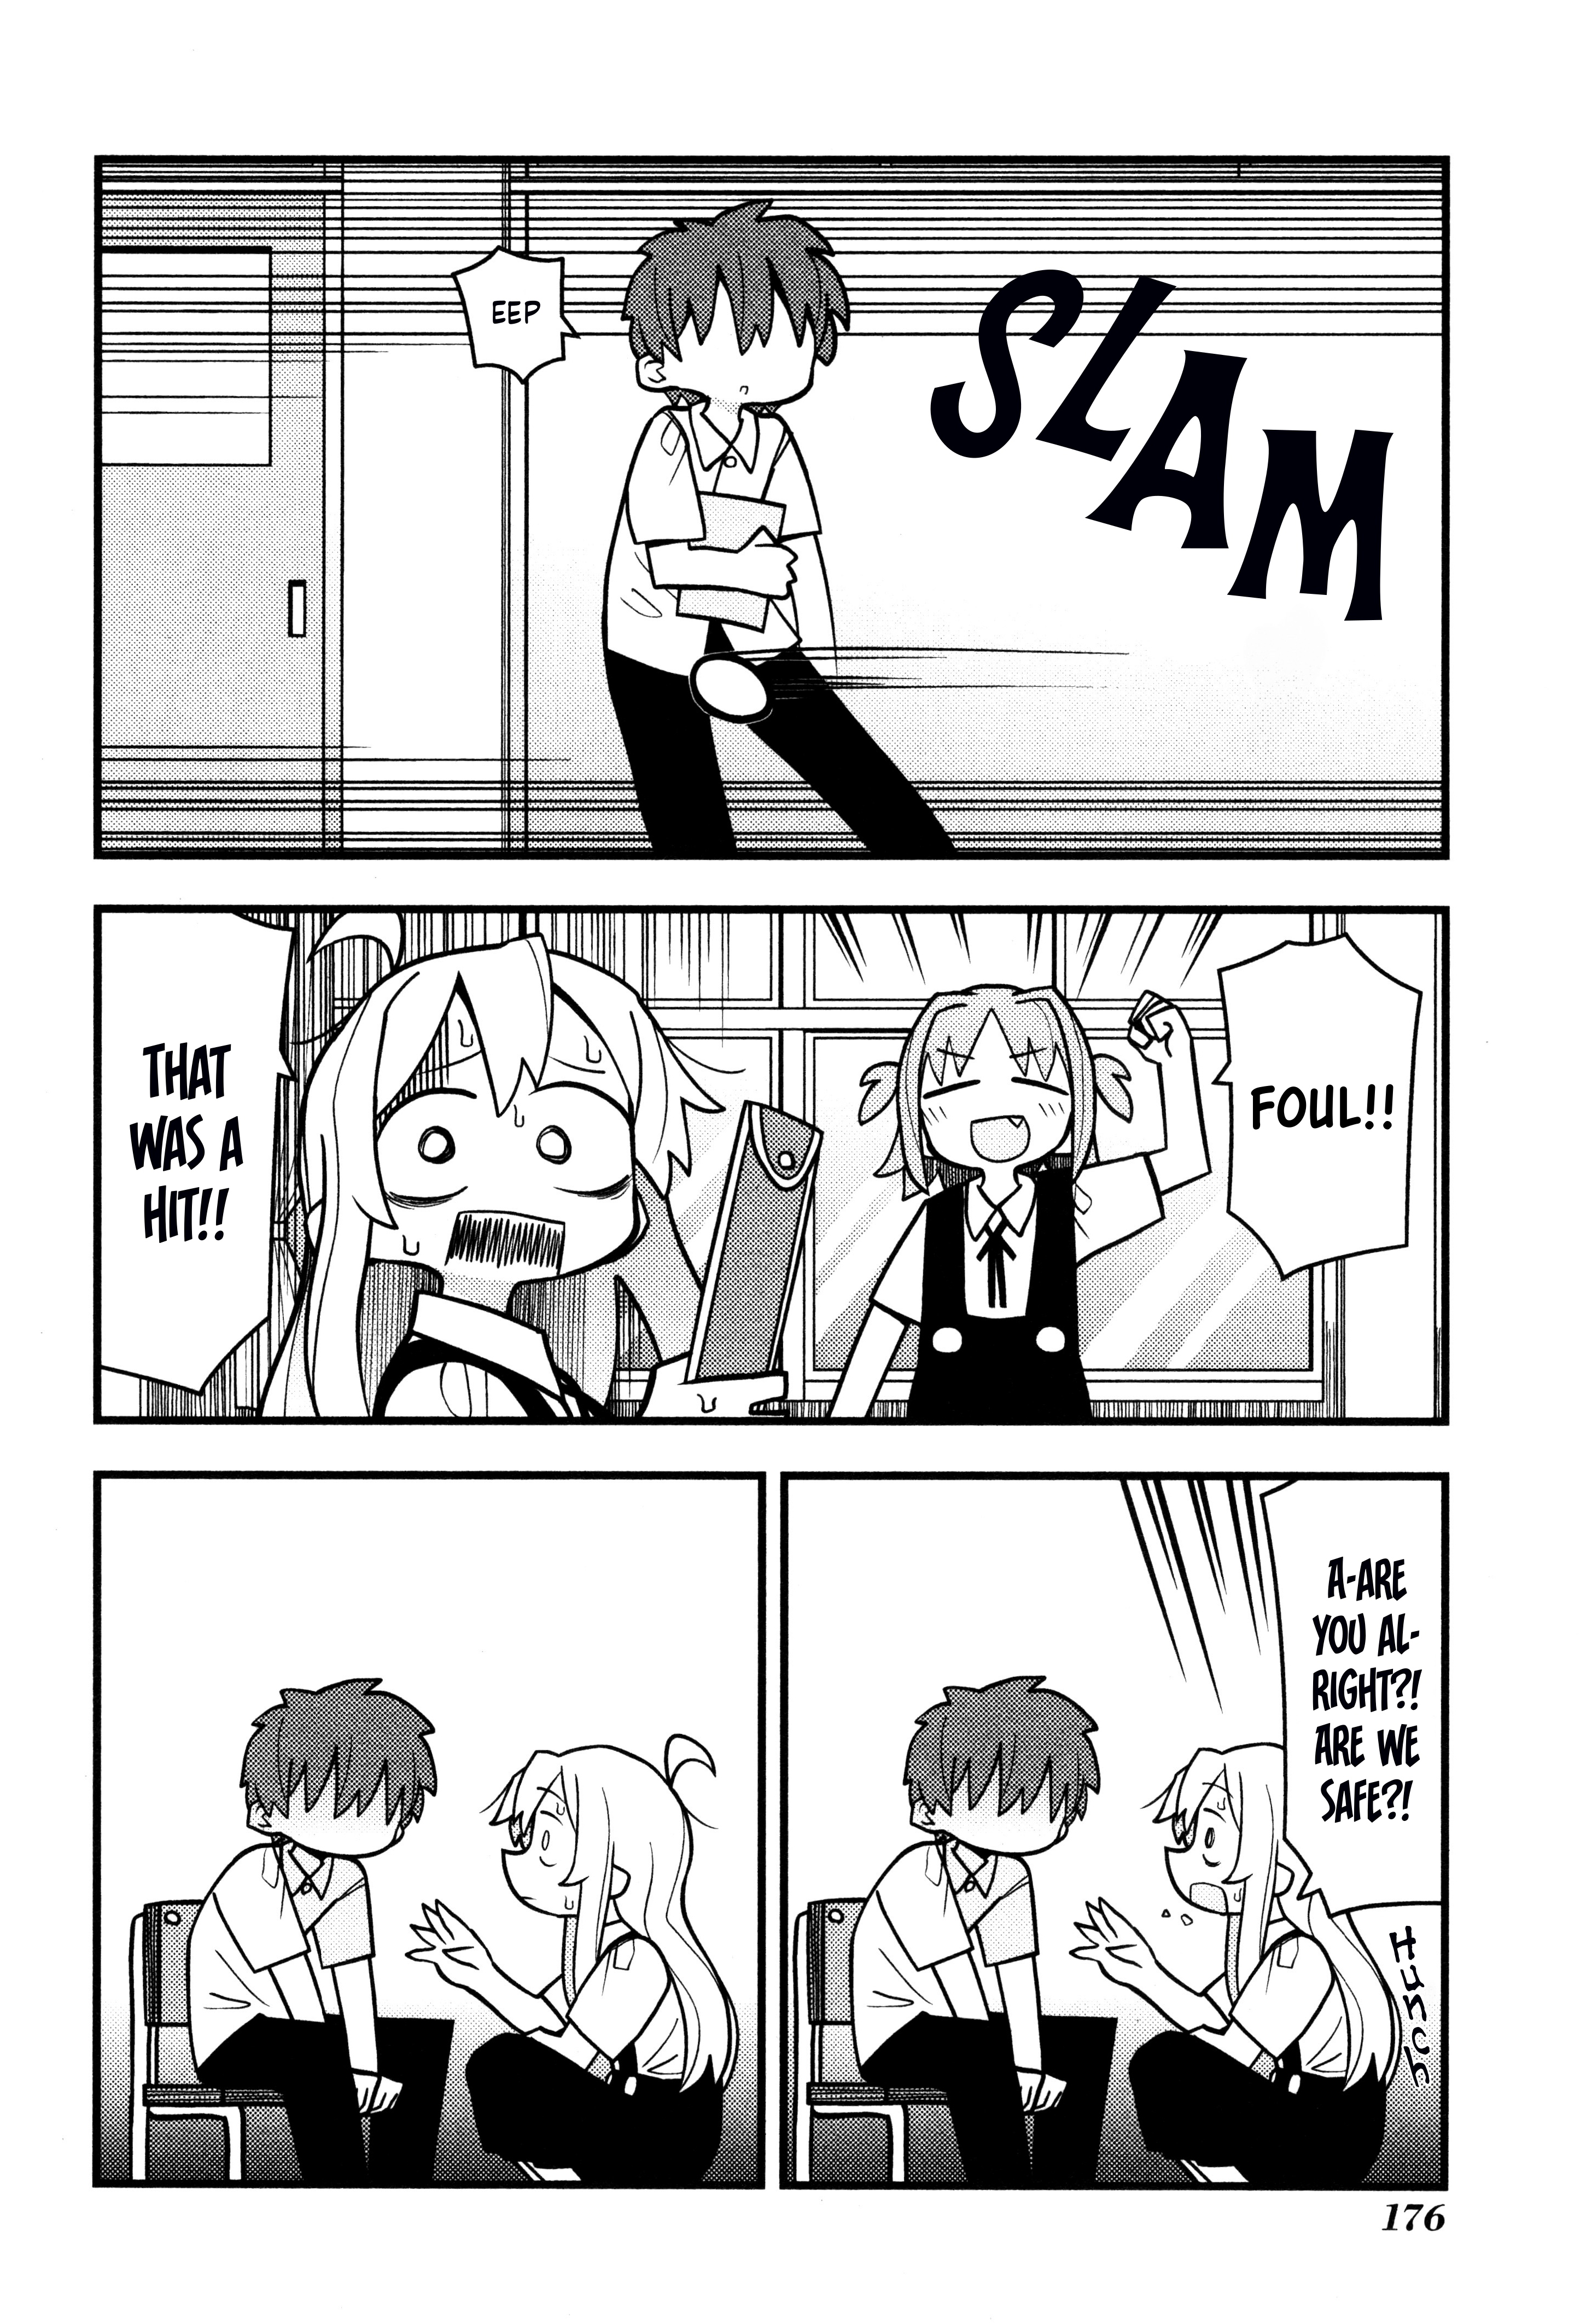 SLAM
EEP
FOUL!!
THAT
WAS A
HIT!!
A-ARE
YOU AL-
RIGHT?!
ARE WE
SAFE?!
Hunch
176